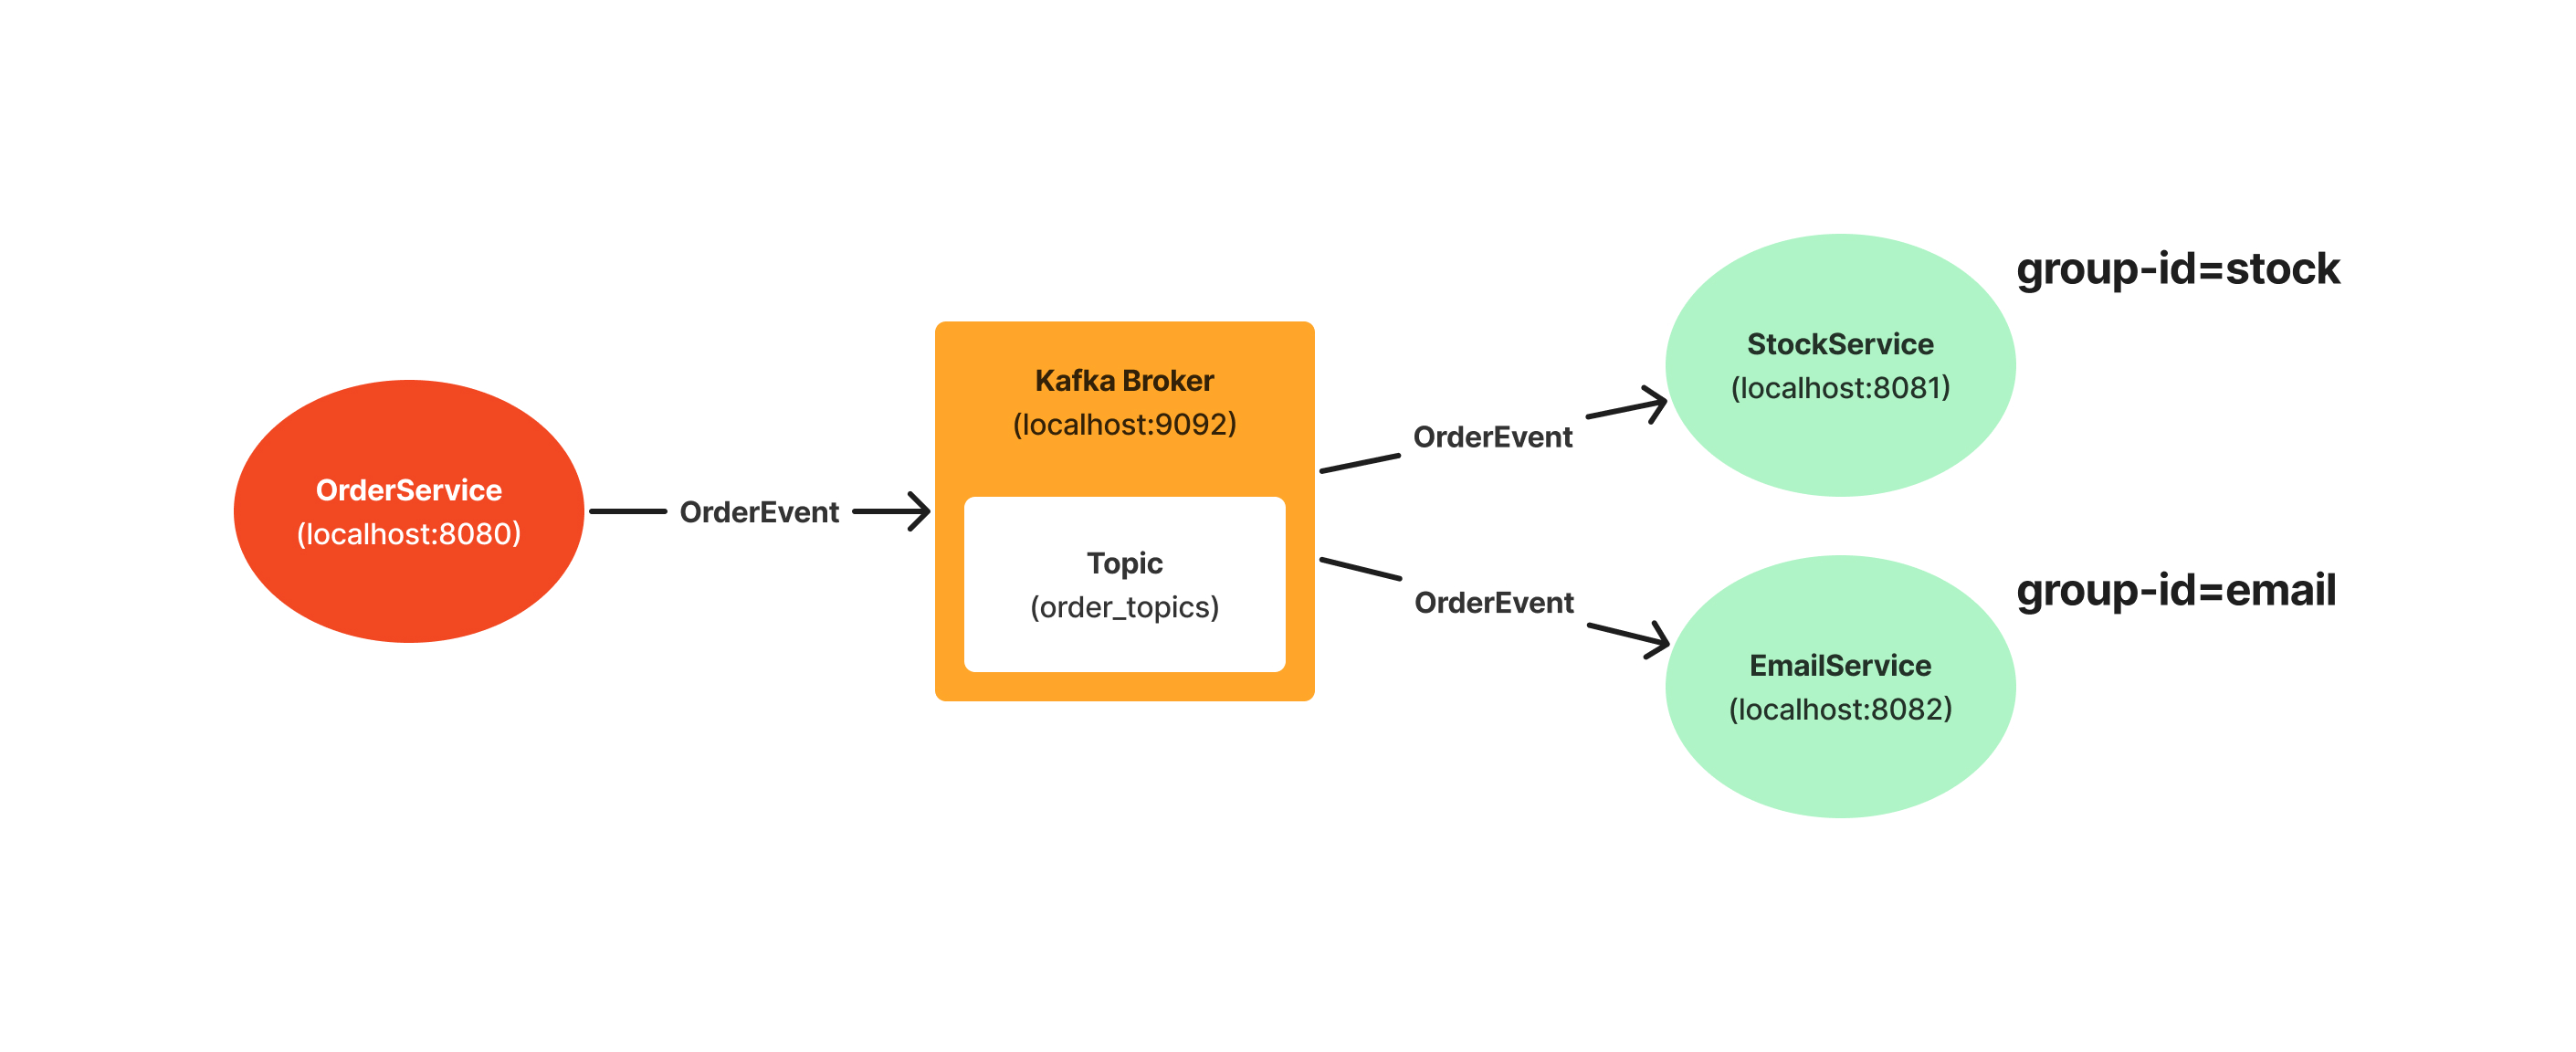 OrderService
(localhost:8080)
OrderEvent
Kafka Broker
(localhost:9092)
Topic
(order_topics)
OrderEvent
StockService
(localhost:8081)
group-id=stock
OrderEvent
EmailService
(localhost:8082)
group-id=email